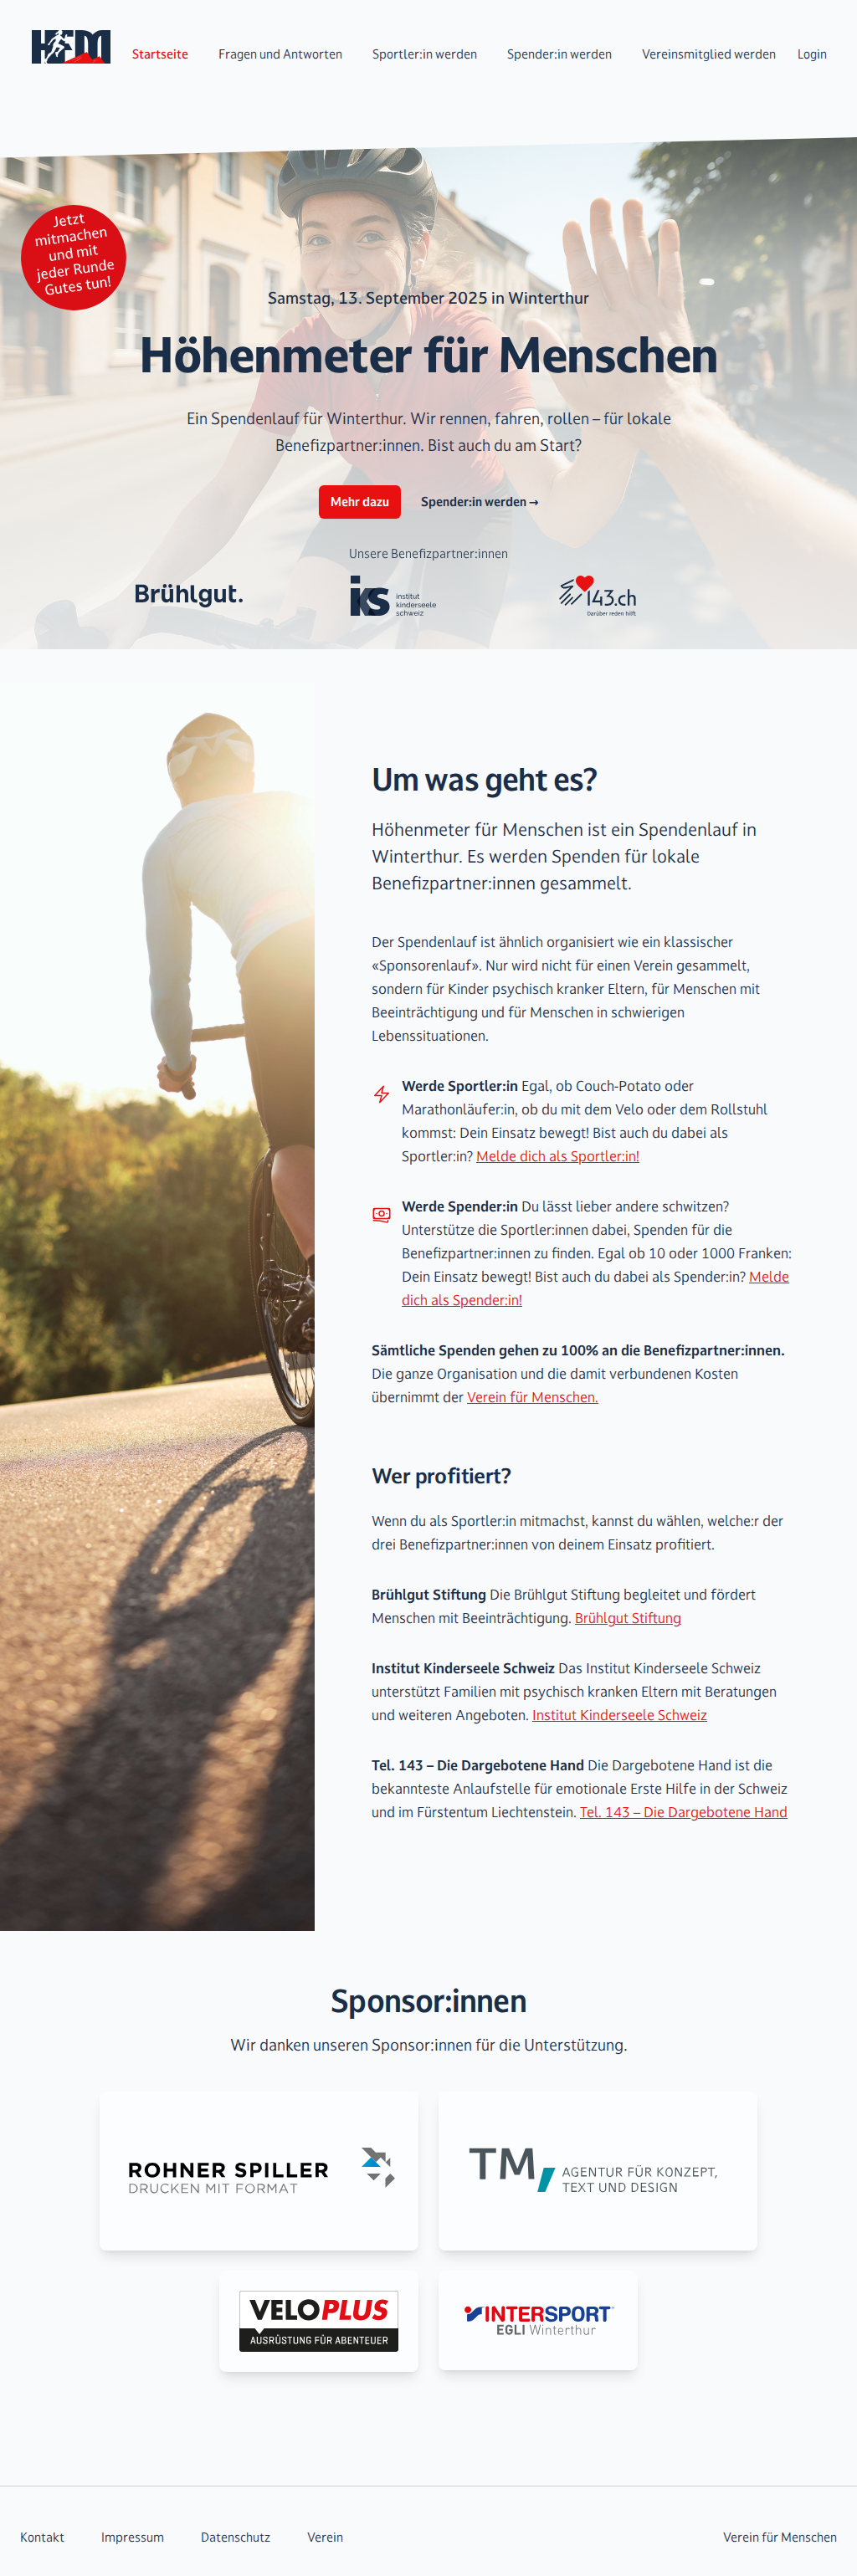 HFM
Startseite
Fragen und Antworten
Sportler:in werden
Spender:in werden
Vereinsmitglied werden
Login
Jetzt
mitmachen
und mit
jeder Runde
Gutes tun!
Samstag, 13. September 2025 in Winterthur
Höhenmeter für Menschen
Ein Spendenlauf für Winterthur. Wir rennen, fahren, rollen – für lokale
Benefizpartner:innen. Bist auch du am Start?
Mehr dazu
Spender:in werden →
Unsere Benefizpartner:innen
Brühlgut.
iks
institut
kinderseele
schweiz
143.ch
Darüber reden hilft
Um was geht es?
Höhenmeter für Menschen ist ein Spendenlauf in
Winterthur. Es werden Spenden für lokale
Benefizpartner:innen gesammelt.
Der Spendenlauf ist ähnlich organisiert wie ein klassischer
«Sponsorenlauf». Nur wird nicht für einen Verein gesammelt,
sondern für Kinder psychisch kranker Eltern, für Menschen mit
Beeinträchtigung und für Menschen in schwierigen
Lebenssituationen.
Werde Sportler:in Egal, ob Couch-Potato oder
Marathonläufer:in, ob du mit dem Velo oder dem Rollstuhl
kommst: Dein Einsatz bewegt! Bist auch du dabei als
Sportler:in? Melde dich als Sportler:in!
Werde Spender:in Du lässt lieber andere schwitzen?
Unterstütze die Sportler:innen dabei, Spenden für die
Benefizpartner:innen zu finden. Egal ob 10 oder 1000 Franken:
Dein Einsatz bewegt! Bist auch du dabei als Spender:in? Melde
dich als Spender:in!
Sämtliche Spenden gehen zu 100% an die Benefizpartner:innen.
Die ganze Organisation und die damit verbundenen Kosten
übernimmt der Verein für Menschen.
Wer profitiert?
Wenn du als Sportler:in mitmachst, kannst du wählen, welche:r der
drei Benefizpartner:innen von deinem Einsatz profitiert.
Brühlgut Stiftung Die Brühlgut Stiftung begleitet und fördert
Menschen mit Beeinträchtigung. Brühlgut Stiftung
Institut Kinderseele Schweiz Das Institut Kinderseele Schweiz
unterstützt Familien mit psychisch kranken Eltern mit Beratungen
und weiteren Angeboten. Institut Kinderseele Schweiz
Tel. 143 – Die Dargebotene Hand Die Dargebotene Hand ist die
bekannteste Anlaufstelle für emotionale Erste Hilfe in der Schweiz
und im Fürstentum Liechtenstein. Tel. 143 – Die Dargebotene Hand
Sponsor:innen
Wir danken unseren Sponsor:innen für die Unterstützung.
ROHNER SPILLER
DRUCKEN MIT FORMAT
TM,
AGENTUR FÜR KONZEPT,
TEXT UND DESIGN
VELOPLUS
AUSRÜSTUNG FÜR ABENTEUER
INTERSPORT
EGLI Winterthur
Kontakt
Impressum
Datenschutz
Verein
Verein für Menschen